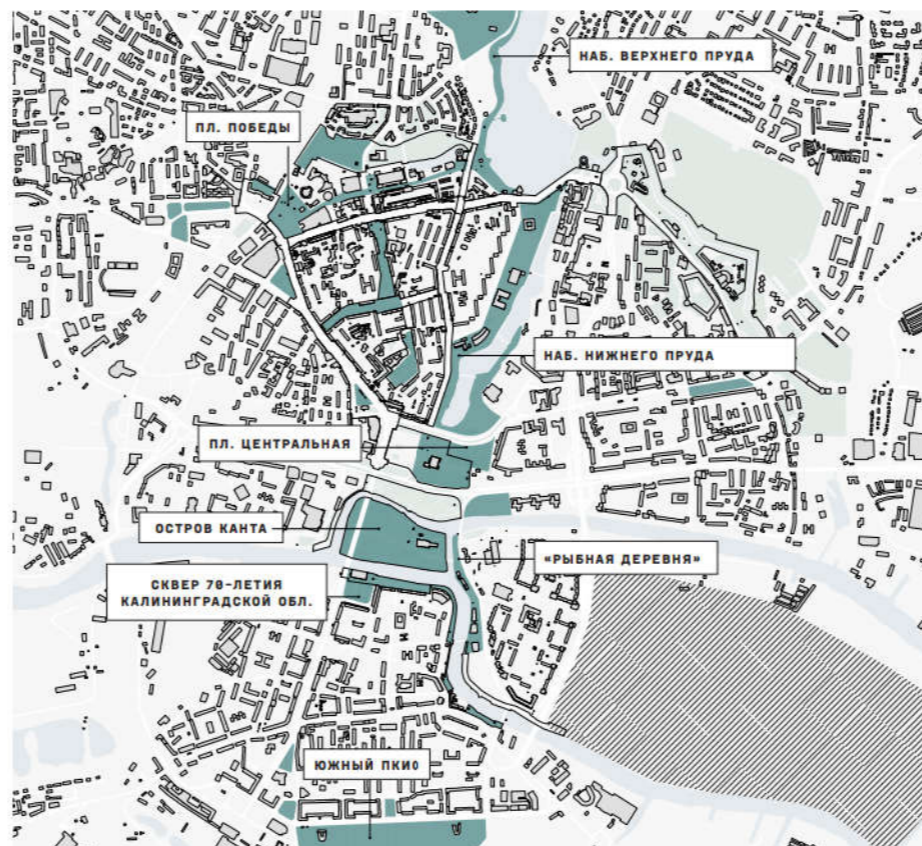 НАБ. ВЕРХНЕГО ПРУДА
ПЛ. ПОБЕДЫ
НАБ. НИЖНЕГО ПРУДА
ПЛ. ЦЕНТРАЛЬНАЯ
ОСТРОВ КАНТА
«РЫБНАЯ ДЕРЕВНЯ»
СКВЕР 70-ЛЕТИЯ
КАЛИНИНГРАДСКОЙ ОБЛ.
ЮЖНЫЙ ПКИО